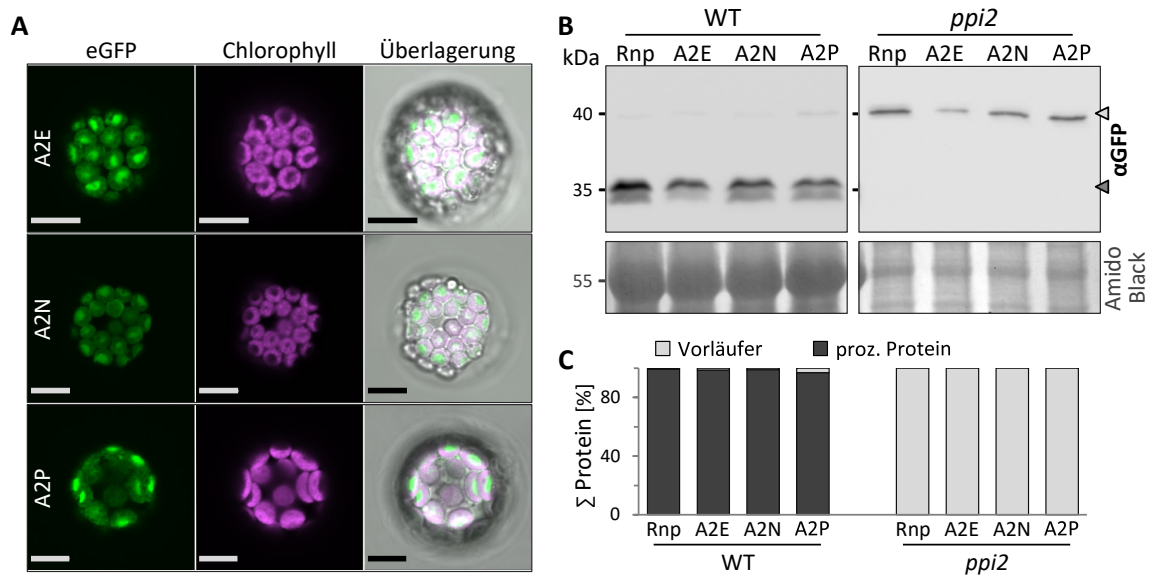 A
eGFP Chlorophyll Überlagerung
A2E
A2N
A2P
B
WT ppi2
kDa Rnp A2E A2N A2P Rnp A2E A2N A2P
40
35
αGFP
55
Amido
Black
C
Vorläufer proz. Protein
∑ Protein [%]
80
40
0
Rnp A2E A2N A2P Rnp A2E A2N A2P
WT ppi2